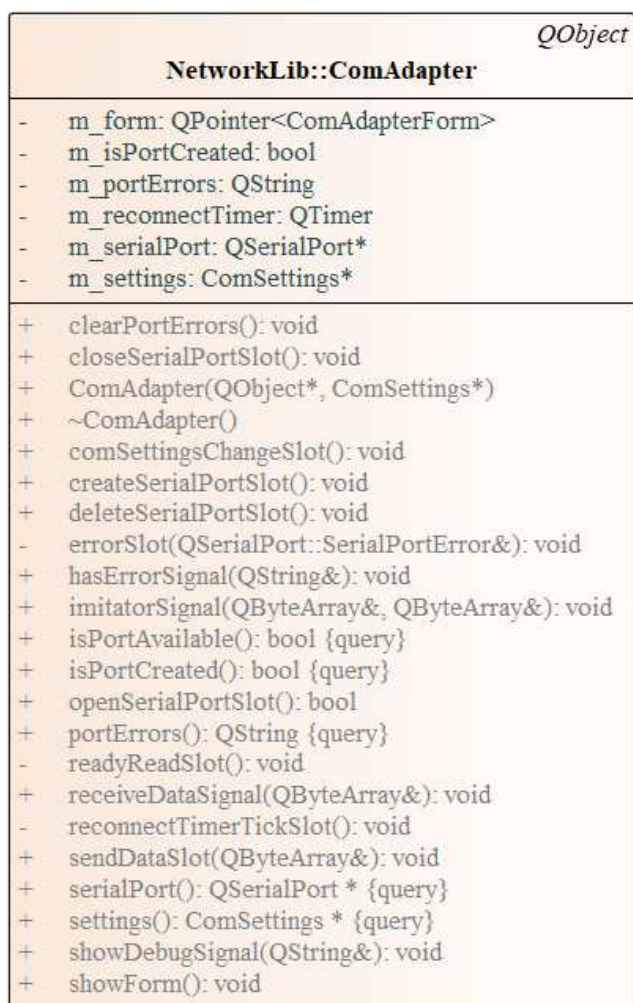 QObject
NetworkLib::ComAdapter
- m_form: QPointer<ComAdapterForm>
- m_isPortCreated: bool
- m_portErrors: QString
- m_reconnectTimer: QTimer
- m_serialPort: QSerialPort*
- m_settings: ComSettings*
+ clearPortErrors(): void
+ closeSerialPortSlot(): void
+ ComAdapter(QObject*, ComSettings*)
+ ~ComAdapter()
+ comSettingsChangeSlot(): void
+ createSerialPortSlot(): void
+ deleteSerialPortSlot(): void
- errorSlot(QSerialPort::SerialPortError&): void
+ hasErrorSignal(QString&): void
+ imitatorSignal(QByteArray&, QByteArray&): void
+ isPortAvailable(): bool {query}
+ isPortCreated(): bool {query}
+ openSerialPortSlot(): bool
+ portErrors(): QString {query}
- readyReadSlot(): void
+ receiveDataSignal(QByteArray&): void
- reconnectTimerTickSlot(): void
+ sendDataSlot(QByteArray&): void
+ serialPort(): QSerialPort * {query}
+ settings(): ComSettings * {query}
+ showDebugSignal(QString&): void
+ showForm(): void